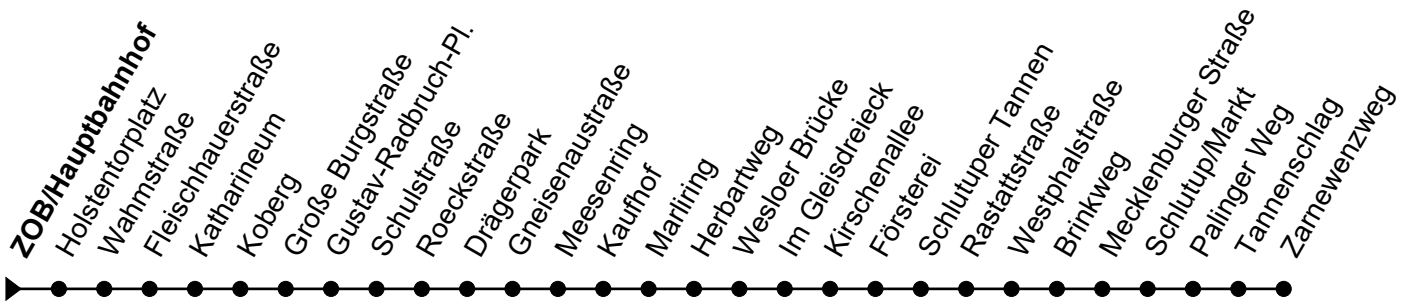 ZOB/Hauptbahnhof
Holstentorplatz
Wahmstraße
Fleischhauerstraße
Katharineum
Koberg
Große Burgstraße
Gustav-Radbruch-Pl.
Schulstraße
Roeckstraße
Drägerpark
Gneisenaustraße
Meesenring
Kaufhof
Marliring
Herbartweg
Wesloer Brücke
Im Gleisdreieck
Kirschenallee
Försterei
Schlutuper Tannen
Rastattstraße
Westphalstraße
Brinkweg
Mecklenburger Straße
Schlutup/Markt
Palinger Weg
Tannenschlag
Zarnewenzweg